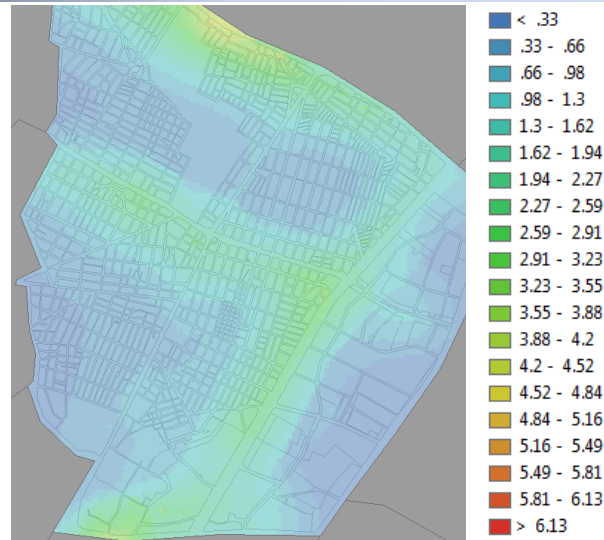 < .33
.33 - .66
.66 - .98
.98 - 1.3
1.3 - 1.62
1.62 - 1.94
1.94 - 2.27
2.27 - 2.59
2.59 - 2.91
2.91 - 3.23
3.23 - 3.55
3.55 - 3.88
3.88 - 4.2
4.2 - 4.52
4.52 - 4.84
4.84 - 5.16
5.16 - 5.49
5.49 - 5.81
5.81 - 6.13
> 6.13